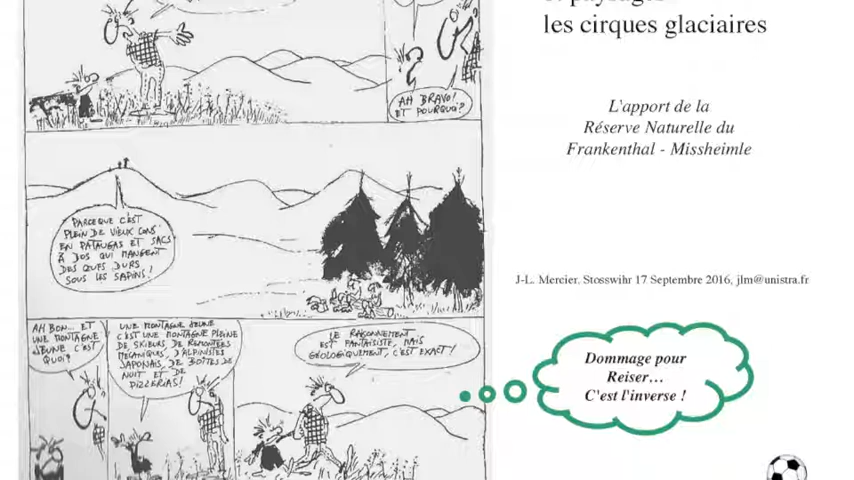 les cirques glaciaires
L'apport de la
Réserve Naturelle du
Frankenthal - Missheimle
J-L. Mercier, Stosswihr 17 Septembre 2016, jlm@unistra.fr
Dommage pour
Reiser…
C'est l'inverse !
AH BRAVO!
ET POURQUOI?
PARCE QUE C'EST
PLEIN DE VIEUX CONS
EN PATAUGAS ET SACS
À DOS QUI MANGENT
DES ŒUFS DURS
SOUS LES SAPINS!
AH BON... ET
UNE MONTAGNE
JEUNE C'EST
QUOI?
UNE MONTAGNE JEUNE
C'EST UNE MONTAGNE PLEINE
DE SKIEURS, DE REMONTÉES
MÉCANIQUES, D'ALPINISTES
JAPONAIS, DE BOTTES DE
NUIT ET DE
PIZZERIAS!
LE RAISONNEMENT
EST FANTAISISTE, MAIS
GÉOLOGIQUEMENT, C'EST EXACT!